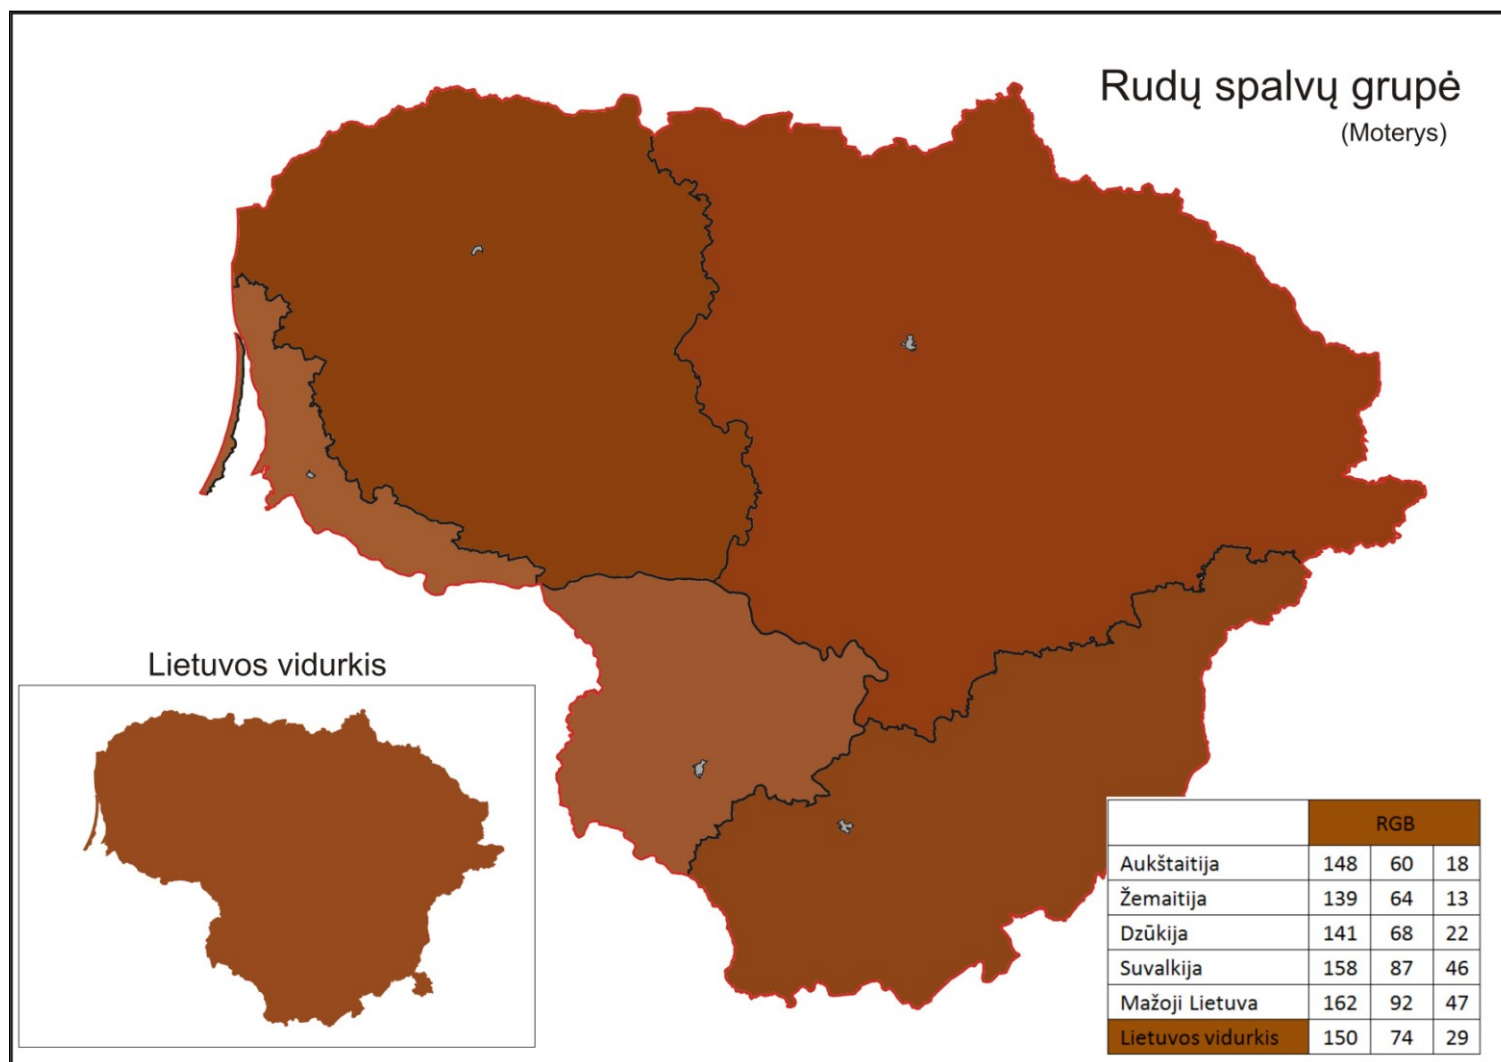 Rudų spalvų grupė
(Moterys)
Lietuvos vidurkis
RGB
Aukštaitija 148 60 18
Žemaitija 139 64 13
Dzūkija 141 68 22
Suvalkija 158 87 46
Mažoji Lietuva 162 92 47
Lietuvos vidurkis 150 74 29